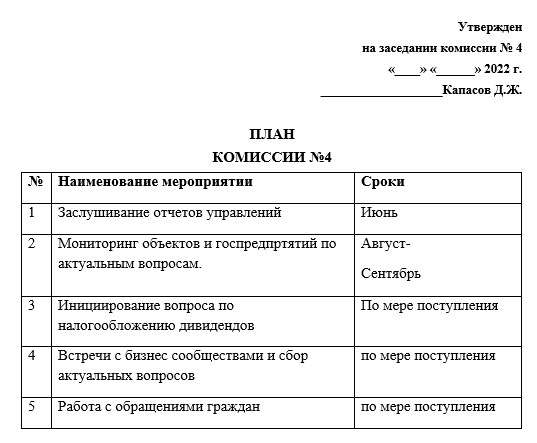 Утвержден
на заседании комиссии № 4
«____» «______» 2022 г.
___________________Капасов Д.Ж.
ПЛАН
КОМИССИИ №4
№ Наименование мероприятии Сроки
1 Заслушивание отчетов управлений Июнь
2 Мониторинг объектов и госпредпртятий по Август-
актуальным вопросам. Сентябрь
3 Инициирование вопроса по По мере поступления
налогообложению дивидендов
4 Встречи с бизнес сообществами и сбор по мере поступления
актуальных вопросов
5 Работа с обращениями граждан по мере поступления